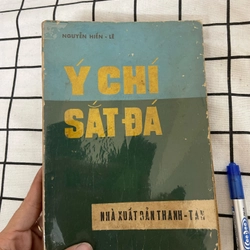 NGUYỄN HIẾN - LÊ
Ý CHÍ
SẮT ĐÁ
NHÀ XUẤT BẢN THANH - TÂN